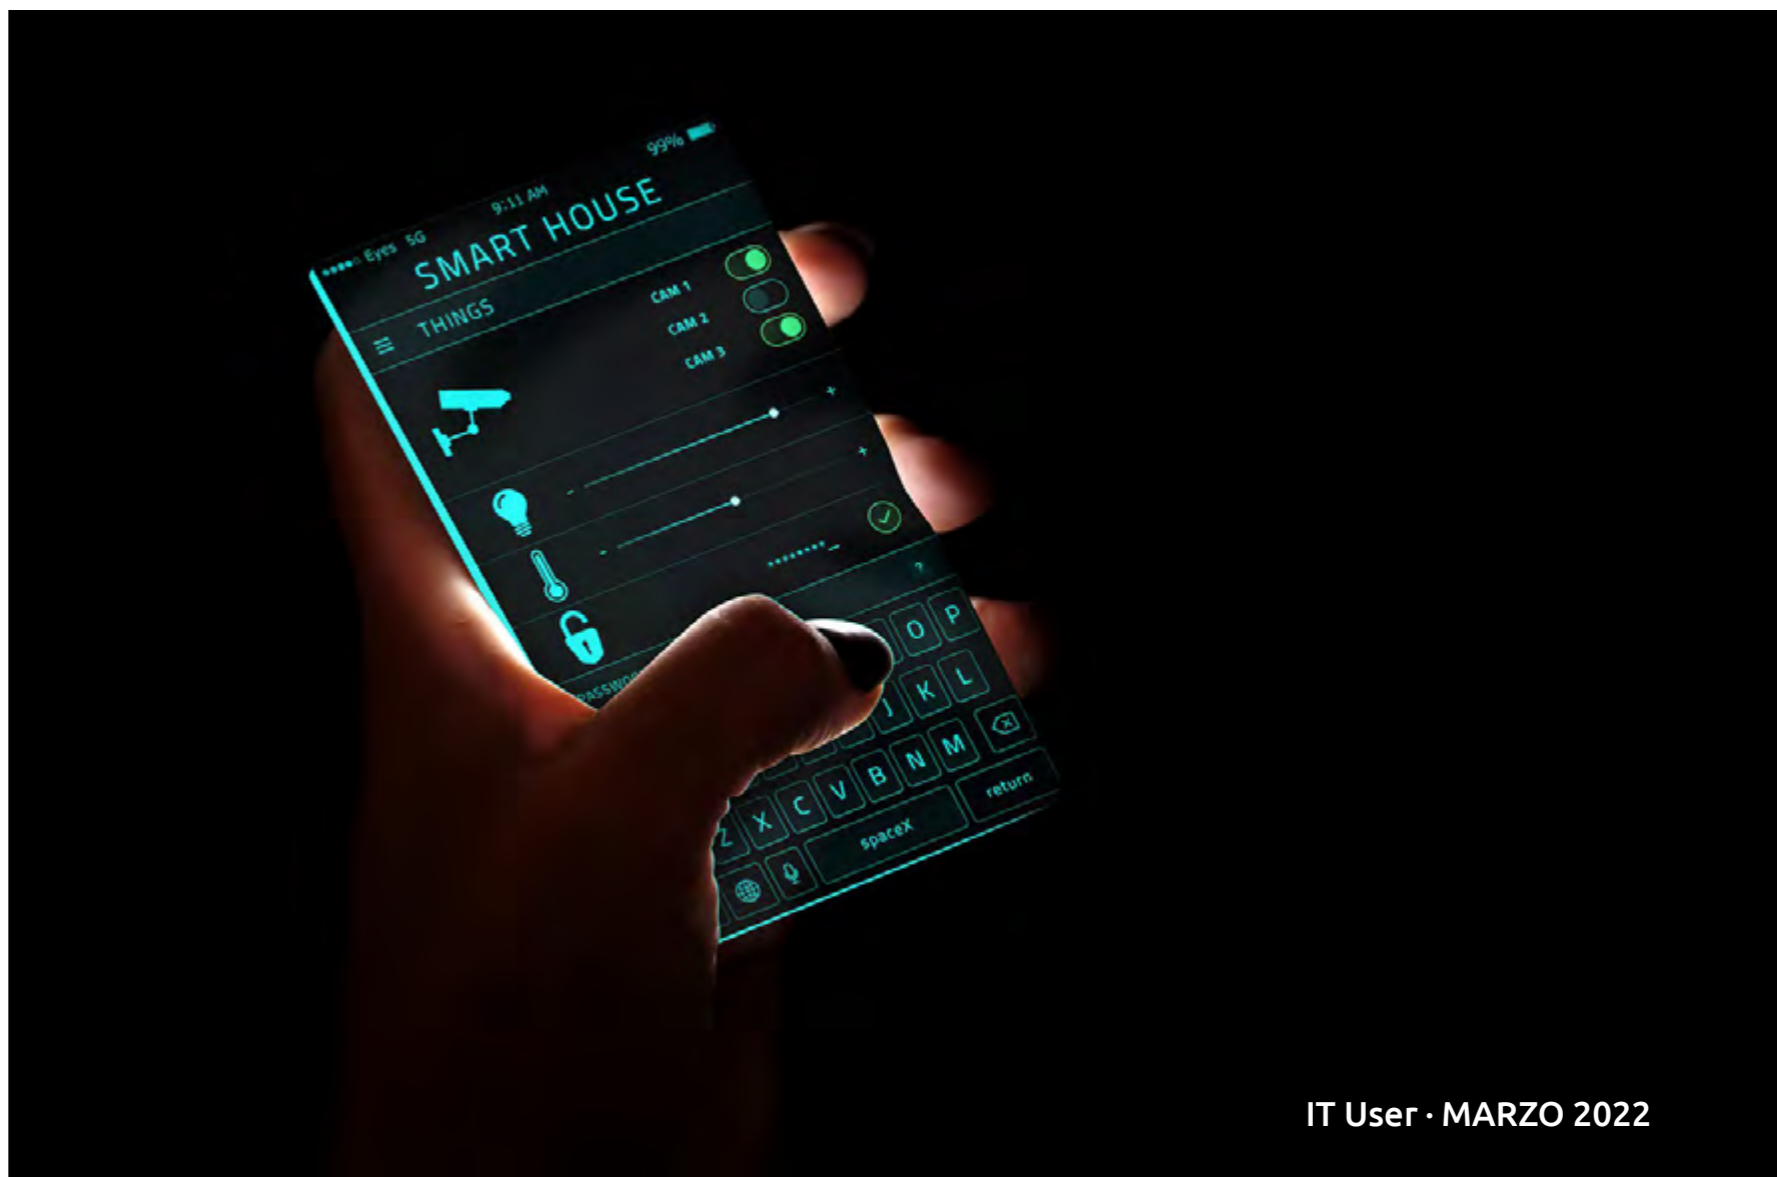 Eyes 5G 9:11 AM 99%
SMART HOUSE
THINGS
CAM 1
CAM 2
CAM 3
- +
- +
********_
?
O P
J K L
Z X C V B N M
spaceX return
IT User · MARZO 2022